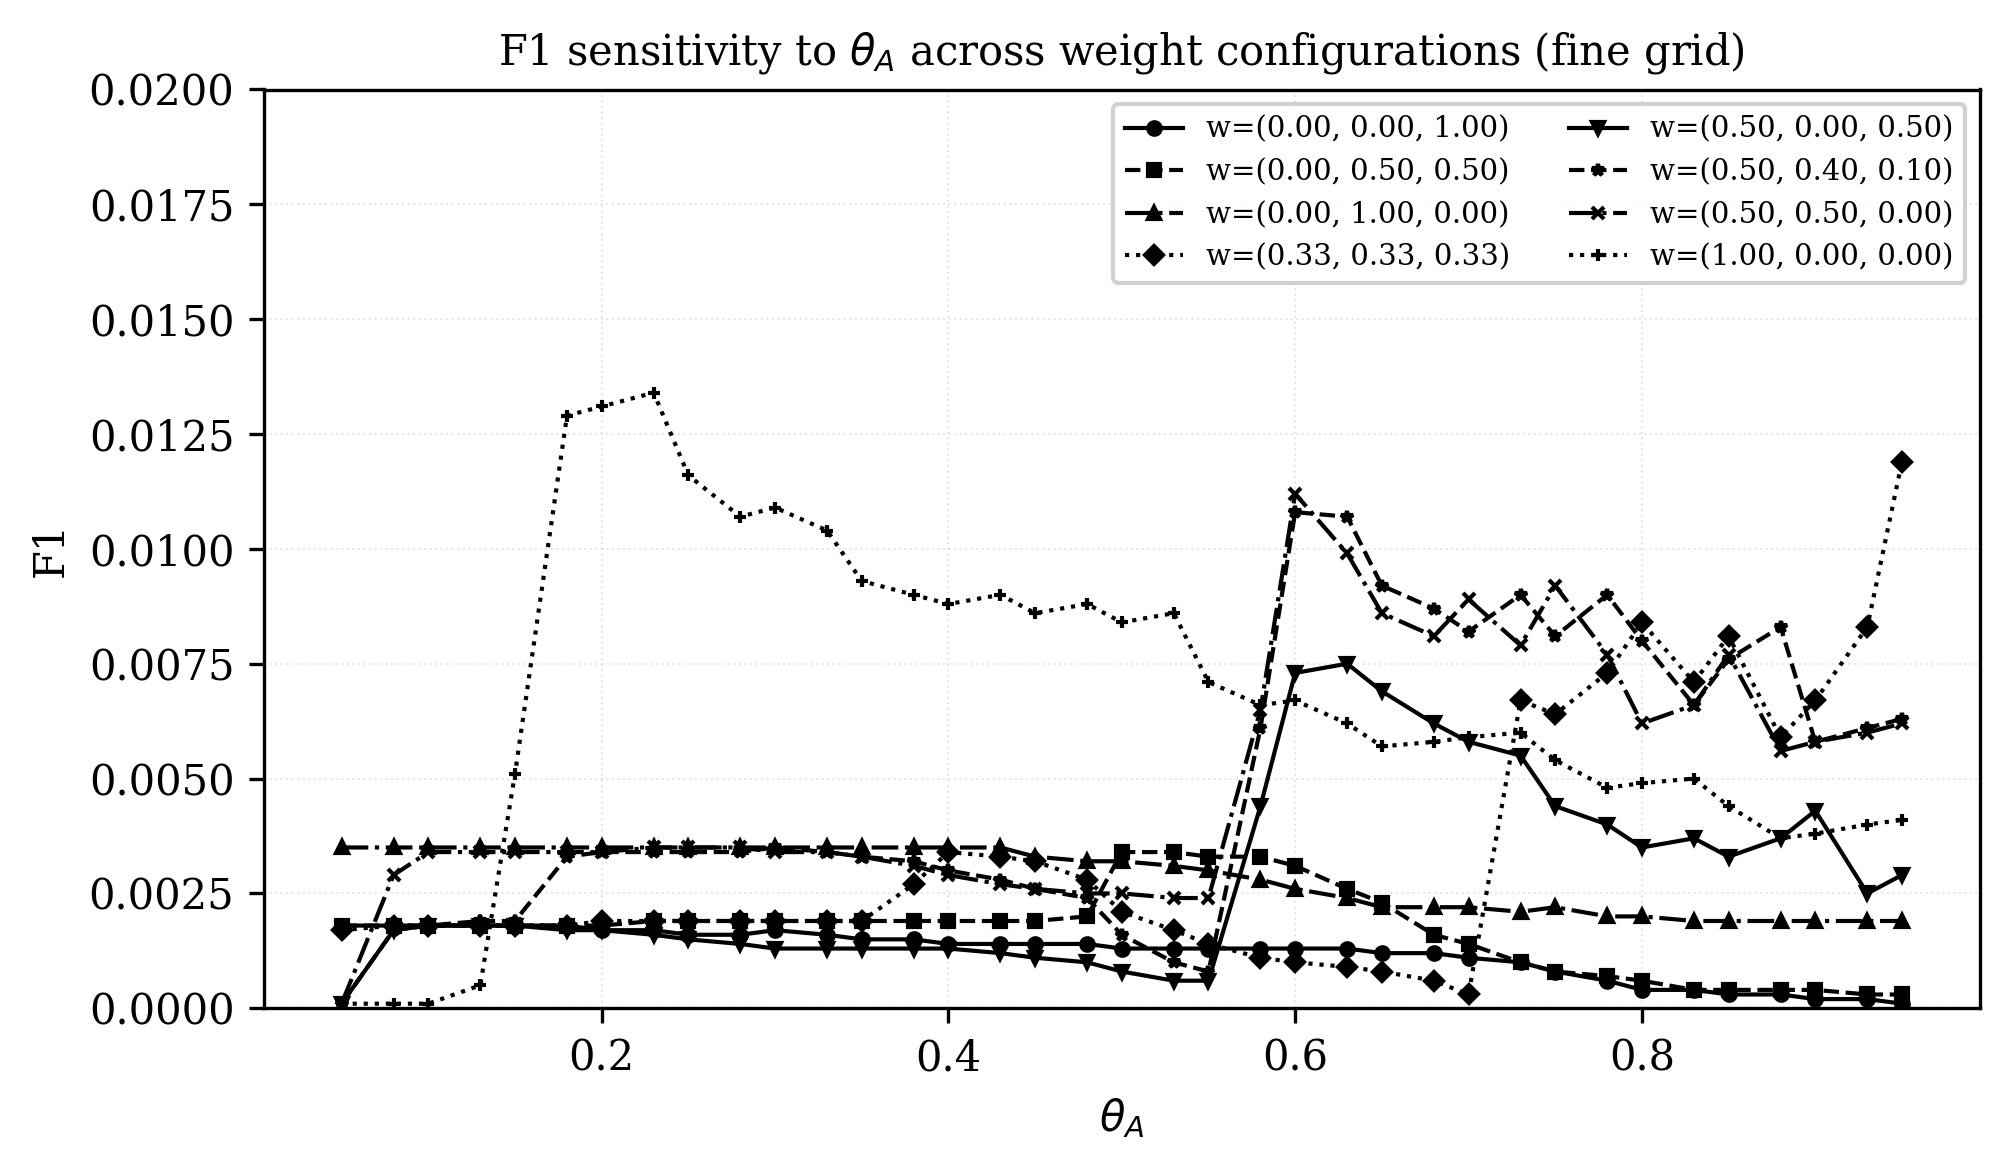 F1 sensitivity to θ_A across weight configurations (fine grid)
0.0200
0.0175
0.0150
0.0125
0.0100
0.0075
0.0050
0.0025
0.0000
F1
w=(0.00, 0.00, 1.00)
w=(0.00, 0.50, 0.50)
w=(0.00, 1.00, 0.00)
w=(0.33, 0.33, 0.33)
w=(0.50, 0.00, 0.50)
w=(0.50, 0.40, 0.10)
w=(0.50, 0.50, 0.00)
w=(1.00, 0.00, 0.00)
0.2
0.4
0.6
0.8
θ_A